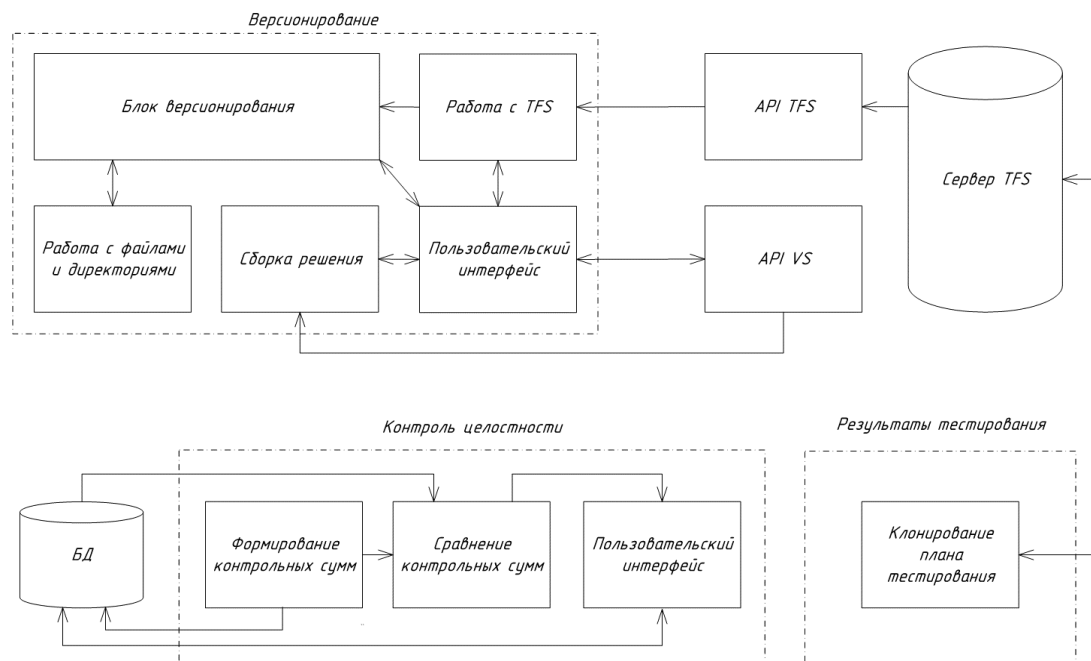 Версионирование
Блок версионирования
Работа с TFS
API TFS
Сервер TFS
Работа с файлами
и директориями
Сборка решения
Пользовательский
интерфейс
API VS
Контроль целостности
Результаты тестирования
БД
Формирование
контрольных сумм
Сравнение
контрольных сумм
Пользовательский
интерфейс
Клонирование
плана
тестирования